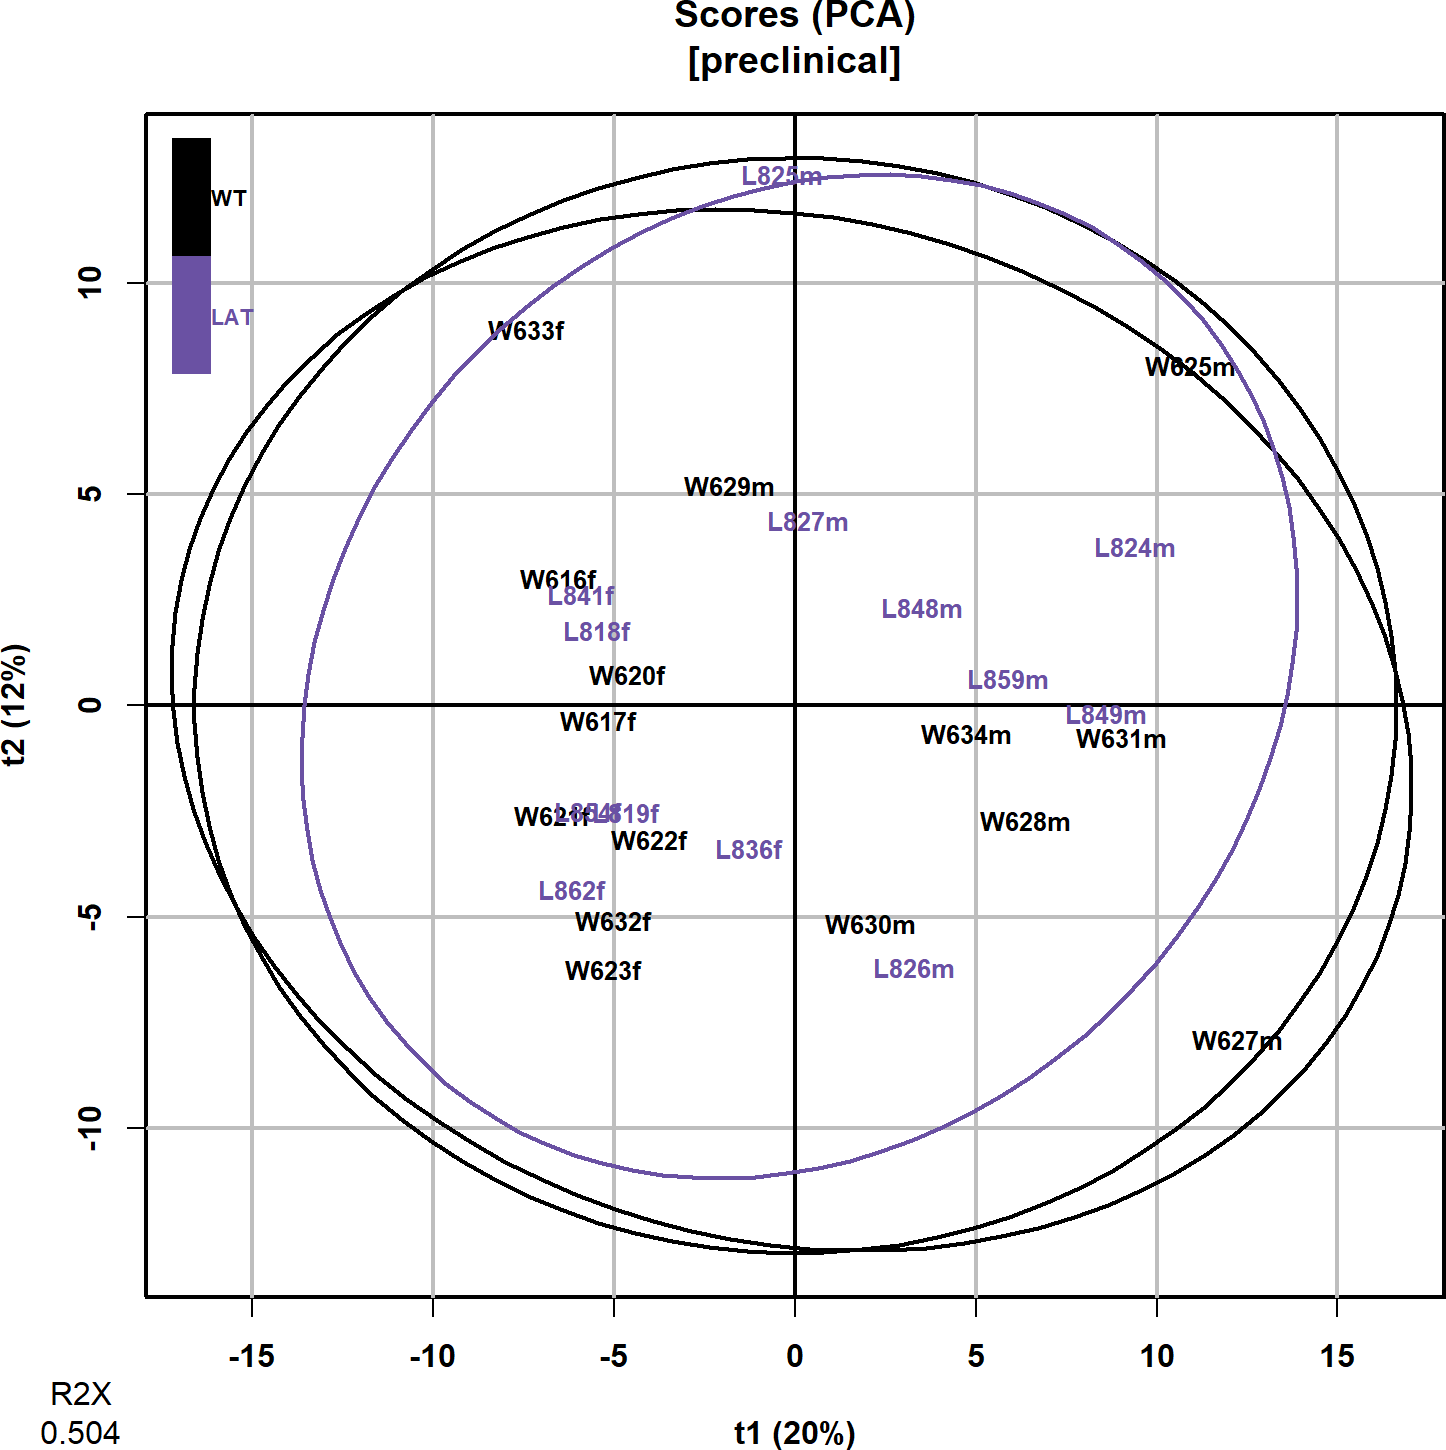 Scores (PCA)
[preclinical]
WT
LAT
L825m
W633f
W625m
W629m
L827m
L824m
W616f
L841f
L848m
L818f
W620f
L859m
L849m
W617f
W634m
W631m
W621f
L854f
L819f
W628m
W622f
L836f
L862f
W632f
W630m
W623f
L826m
W627m
10
5
0
-5
-10
t2 (12%)
-15
-10
-5
0
5
10
15
R2X
0.504
t1 (20%)